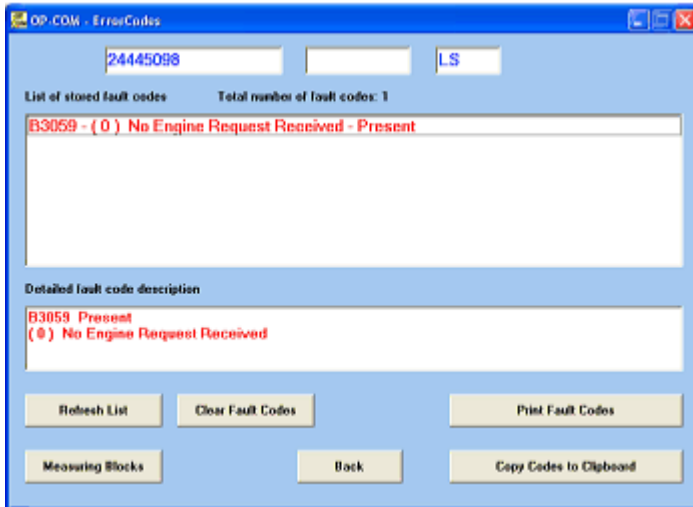 OP-COM - ErrorCodes
24445098 LS
List of stored fault codes Total number of fault codes: 1
B3059 - ( 0 ) No Engine Request Received - Present
Detailed fault code description
B3059 Present
( 0 ) No Engine Request Received
Refresh List Clear Fault Codes Print Fault Codes
Measuring Blocks Back Copy Codes to Clipboard